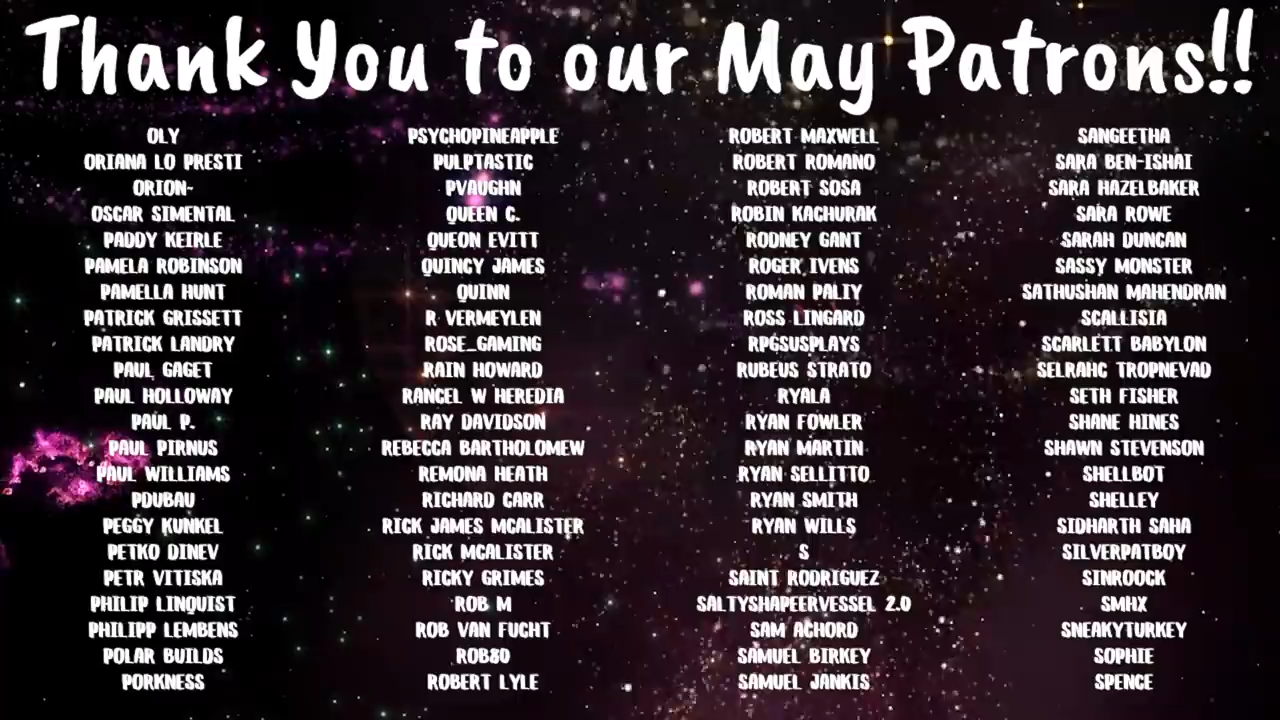 Thank You to our May Patrons!!
OLY
ORIANA LO PRESTI
ORION~
OSCAR SIMENTAL
PADDY KEIRLE
PAMELA ROBINSON
PAMELLA HUNT
PATRICK GRISSETT
PATRICK LANDRY
PAUL GAGET
PAUL HOLLOWAY
PAUL P.
PAUL PIRNUS
PAUL WILLIAMS
PDUBAU
PEGGY KUNKEL
PETKO DINEV
PETR VITISKA
PHILIP LINQUIST
PHILIPP LEMBENS
POLAR BUILDS
PORKNESS
PSYCHOPINEAPPLE
PULPTASTIC
PVAUGHN
QUEEN C.
QUEON EVITT
QUINCY JAMES
QUINN
R VERMEYLEN
ROSE_GAMING
RAIN HOWARD
RANGEL W HEREDIA
RAY DAVIDSON
REBECCA BARTHOLOMEW
REMONA HEATH
RICHARD CARR
RICK JAMES MCALISTER
RICK MCALISTER
RICKY GRIMES
ROB M
ROB VAN FUCHT
ROB80
ROBERT LYLE
ROBERT MAXWELL
ROBERT ROMANO
ROBERT SOSA
ROBIN KACHURAK
RODNEY GANT
ROGER IVENS
ROMAN PALIY
ROSS LINGARD
RPGSUSPLAYS
RUBEUS STRATO
RYALA
RYAN FOWLER
RYAN MARTIN
RYAN SELLITTO
RYAN SMITH
RYAN WILLS
S
SAINT RODRIGUEZ
SALTYSHAPEERVESSEL 2.0
SAM ACHORD
SAMUEL BIRKEY
SAMUEL JANKIS
SANGEETHA
SARA BEN-ISHAI
SARA HAZELBAKER
SARA ROWE
SARAH DUNCAN
SASSY MONSTER
SATHUSHAN MAHENDRAN
SCALLISIA
SCARLETT BABYLON
SELRAHC TROPNEVAD
SETH FISHER
SHANE HINES
SHAWN STEVENSON
SHELLBOT
SHELLEY
SIDHARTH SAHA
SILVERPATBOY
SINROOCK
SMHX
SNEAKYTURKEY
SOPHIE
SPENCE